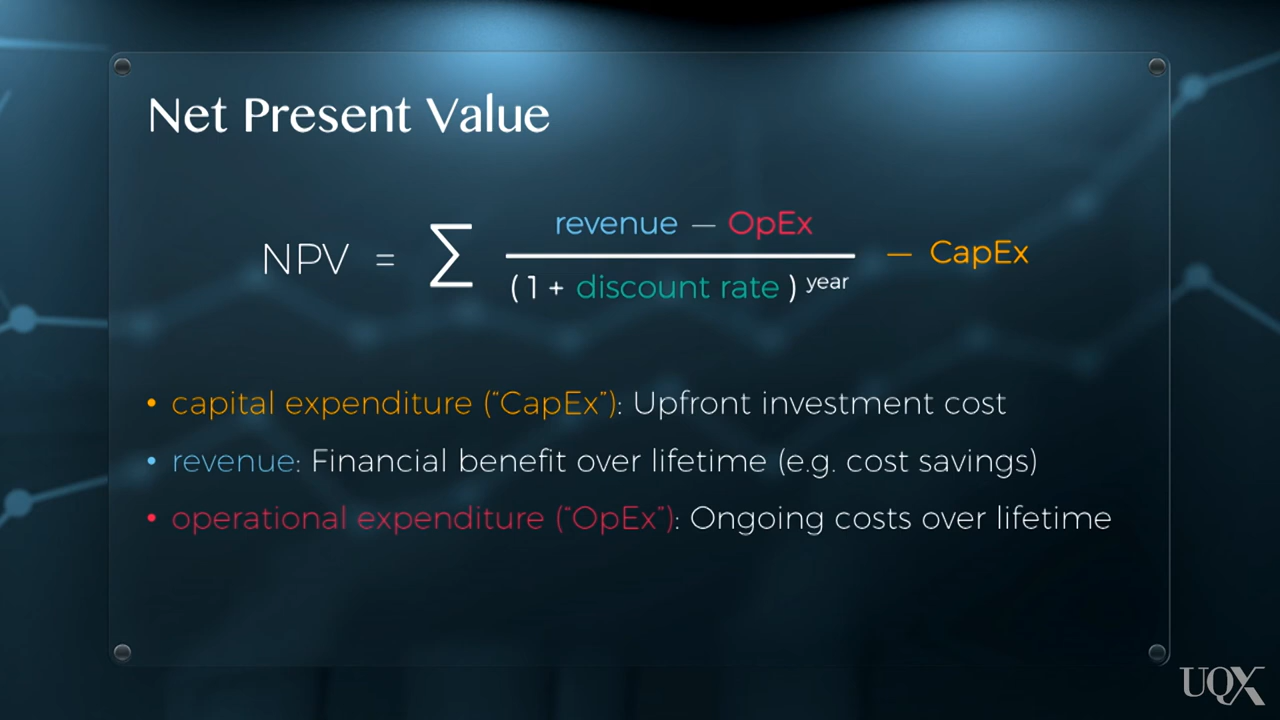 Net Present Value
NPV = ∑ revenue – OpEx / (1 + discount rate)^year – CapEx
• capital expenditure (“CapEx”): Upfront investment cost
• revenue: Financial benefit over lifetime (e.g. cost savings)
• operational expenditure (“OpEx”): Ongoing costs over lifetime
UQX